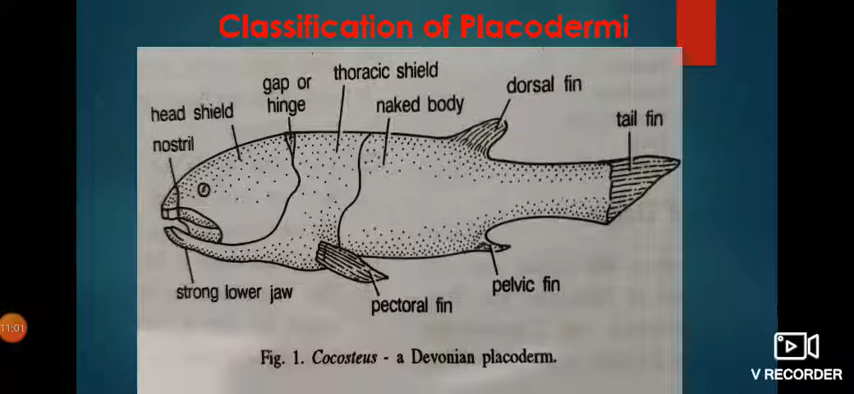 Classification of Placodermi
thoracic shield
gap or
hinge
dorsal fin
head shield
naked body
tail fin
nostril
strong lower jaw
pectoral fin
pelvic fin
Fig. 1. Cocosteus - a Devonian placoderm.
11:01
V RECORDER